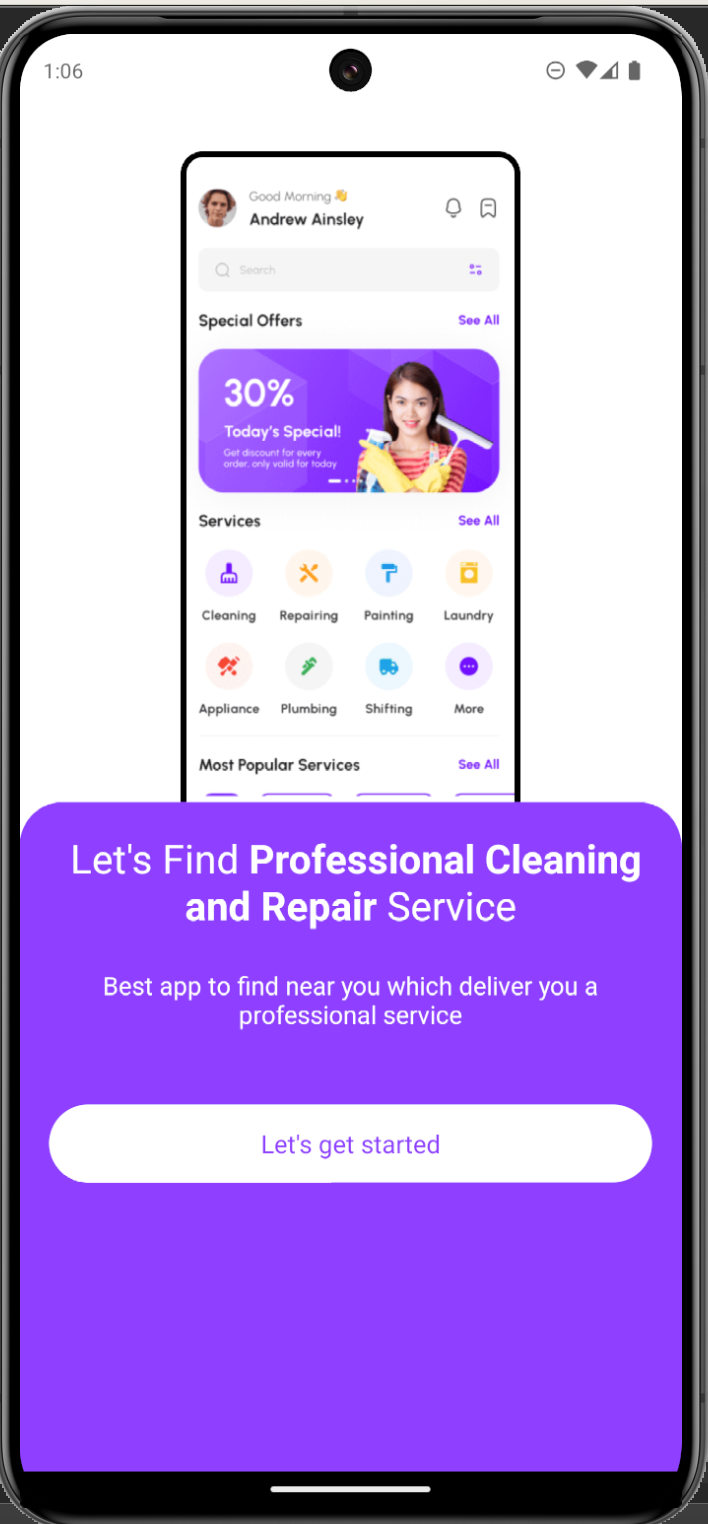 1:06
Good Morning 👋
Andrew Ainsley
Search
Special Offers
See All
30%
Today's Special!
Get discount for every
order, only valid for today
Services
See All
Cleaning
Repairing
Painting
Laundry
Appliance
Plumbing
Shifting
More
Most Popular Services
See All
Let's Find Professional Cleaning
and Repair Service
Best app to find near you which deliver you a
professional service
Let's get started